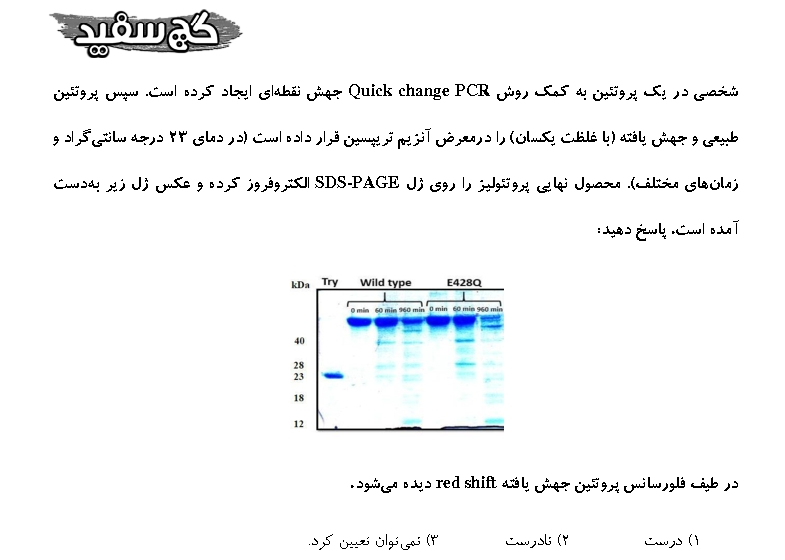 گچ سفید
شخصی در یک پروتئین به کمک روش Quick change PCR جهش نقطه‌ای ایجاد کرده است. سپس پروتئین
طبیعی و جهش یافته (با غلظت یکسان) را درمعرض آنزیم تریپسین قرار داده است (در دمای ۲۳ درجه سانتی‌گراد و
زمان‌های مختلف). محصول نهایی پروتئولیز را روی ژل SDS-PAGE الکتروفروز کرده و عکس ژل زیر به‌دست
آمده است. پاسخ دهید:
kDa Try Wild type E428Q
0 min 60 min 960 min 0 min 60 min 960 min
40
28
23
18
12
در طیف فلورسانس پروتئین جهش یافته red shift دیده می‌شود.
۱) درست ۲) نادرست ۳) نمی‌توان تعیین کرد.